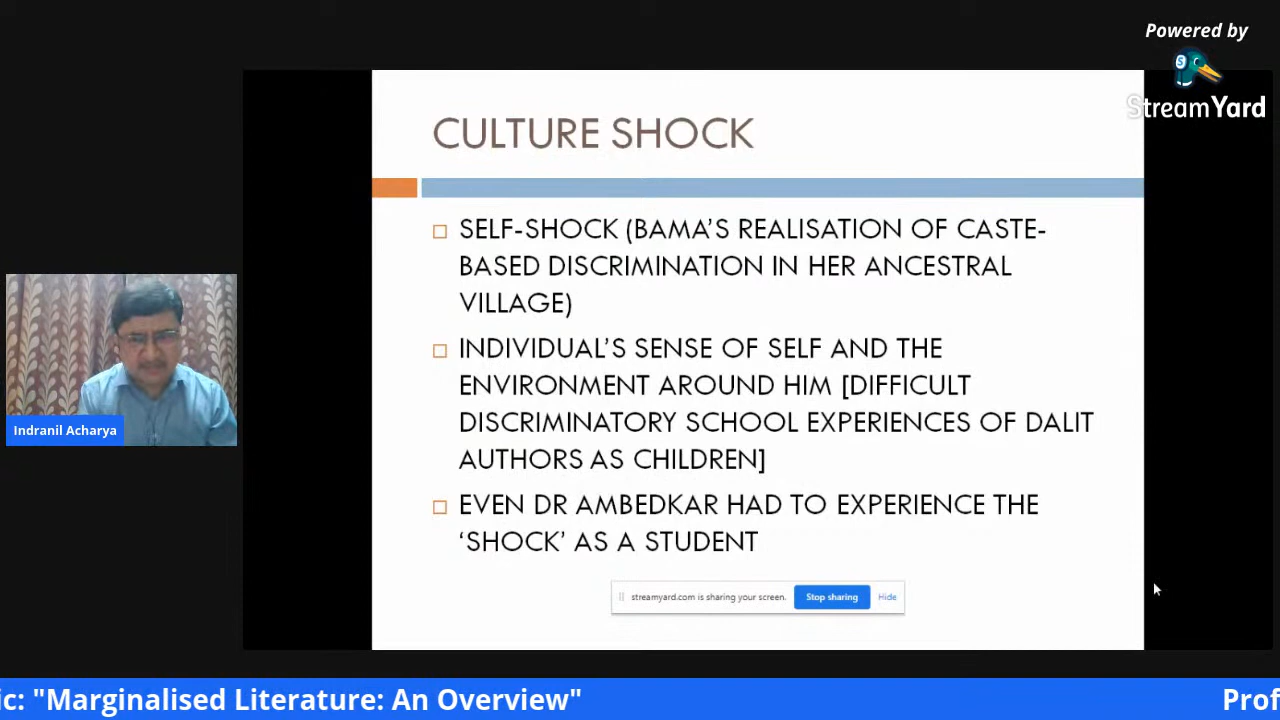 Powered by
StreamYard
CULTURE SHOCK
SELF-SHOCK (BAMA'S REALISATION OF CASTE-
BASED DISCRIMINATION IN HER ANCESTRAL
VILLAGE)
INDIVIDUAL'S SENSE OF SELF AND THE
ENVIRONMENT AROUND HIM [DIFFICULT
DISCRIMINATORY SCHOOL EXPERIENCES OF DALIT
AUTHORS AS CHILDREN]
EVEN DR AMBEDKAR HAD TO EXPERIENCE THE
‘SHOCK’ AS A STUDENT
Indranil Acharya
streamyard.com is sharing your screen. Stop sharing Hide
ic: "Marginalised Literature: An Overview" Prof